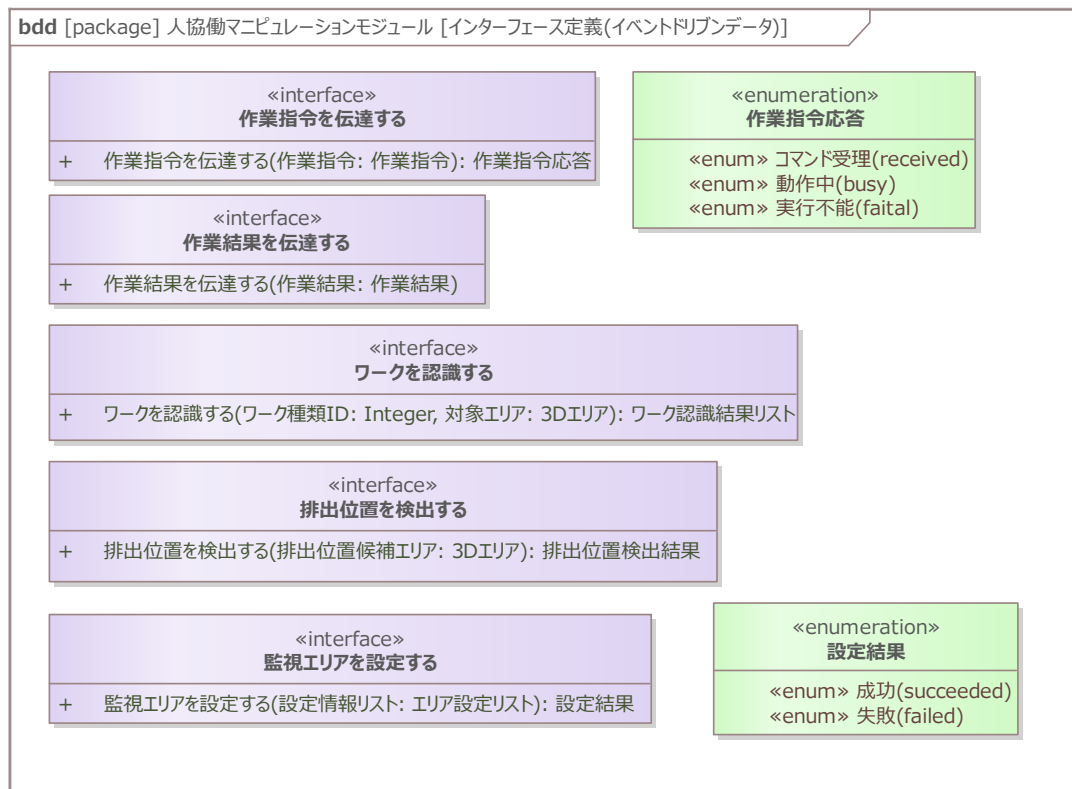 bdd [package] 人協働マニピュレーションモジュール [インターフェース定義(イベントドリブンデータ)]
«interface»
作業指令を伝達する
+ 作業指令を伝達する(作業指令: 作業指令): 作業指令応答
«enumeration»
作業指令応答
«enum» コマンド受理(received)
«enum» 動作中(busy)
«enum» 実行不能(faital)
«interface»
作業結果を伝達する
+ 作業結果を伝達する(作業結果: 作業結果)
«interface»
ワークを認識する
+ ワークを認識する(ワーク種類ID: Integer, 対象エリア: 3Dエリア): ワーク認識結果リスト
«interface»
排出位置を検出する
+ 排出位置を検出する(排出位置候補エリア: 3Dエリア): 排出位置検出結果
«interface»
監視エリアを設定する
+ 監視エリアを設定する(設定情報リスト: エリア設定リスト): 設定結果
«enumeration»
設定結果
«enum» 成功(succeeded)
«enum» 失敗(failed)